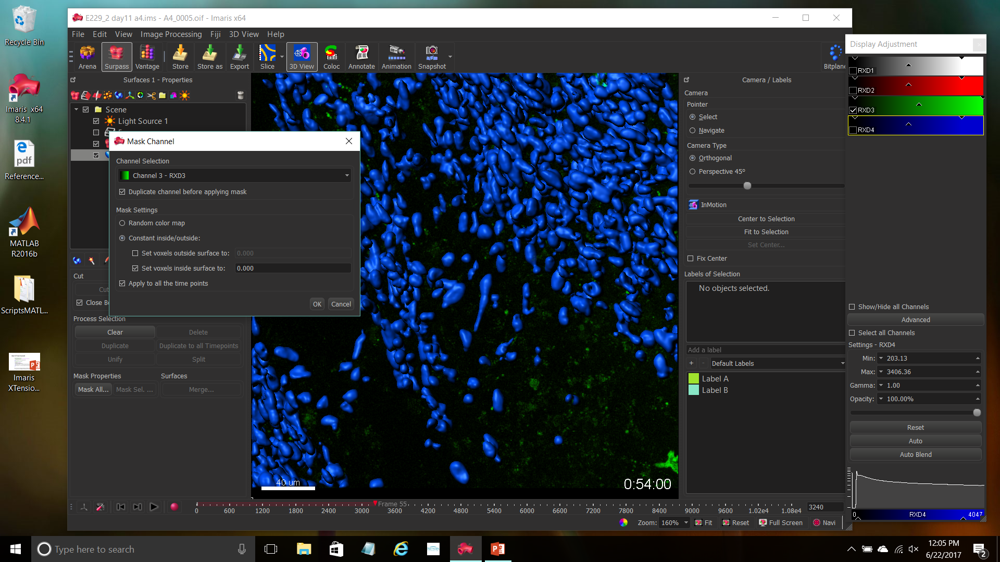 Recycle Bin
Imaris x64
8.4.1
pdf
Reference...
MATLAB
R2016b
ScriptsMATL...
Imaris
XTensio...
E229_2 day11 a4.ims - A4_0005.oif - Imaris x64
File Edit View Image Processing Fiji 3D View Help
Arena Surpass Vantage Store Store as Export Slice 3D View Coloc Annotate Animation Snapshot Bitplane
Surfaces 1 - Properties
Scene
Light Source 1
Mask Channel
Channel Selection
Channel 3 - RXD3
Duplicate channel before applying mask
Mask Settings
Random color map
Constant inside/outside:
Set voxels outside surface to: 0.000
Set voxels inside surface to: 0.000
Apply to all the time points
OK Cancel
Cut
Cut
Close Bo
Process Selection
Clear Delete
Duplicate Duplicate to all Timepoints
Unify Split
Mask Properties Surfaces
Mask All... Mask Sel. ... Merge...
40 um
0:54:00
Camera / Labels
Camera
Pointer
Select
Navigate
Camera Type
Orthogonal
Perspective 45º
InMotion
Center to Selection
Fit to Selection
Set Center...
Fix Center
Labels of Selection
No objects selected.
Add a label
+ - Default Labels
Label A
Label B
Display Adjustment
RXD1
RXD2
RXD3
RXD4
Show/Hide all Channels
Advanced
Select all Channels
Settings - RXD4
Min: 203.13
Max: 3406.36
Gamma: 1.00
Opacity: 100.00%
Reset
Auto
Auto Blend
0 RXD4 4047
Frame 55
0 600 1200 1800 2400 3000 3600 4200 4800 5400 6000 6600 7200 7800 8400 9000 9600 1.02e4 1.08e4
3240
Zoom: 160% Fit Reset Full Screen Navi
Type here to search
12:05 PM
6/22/2017
2